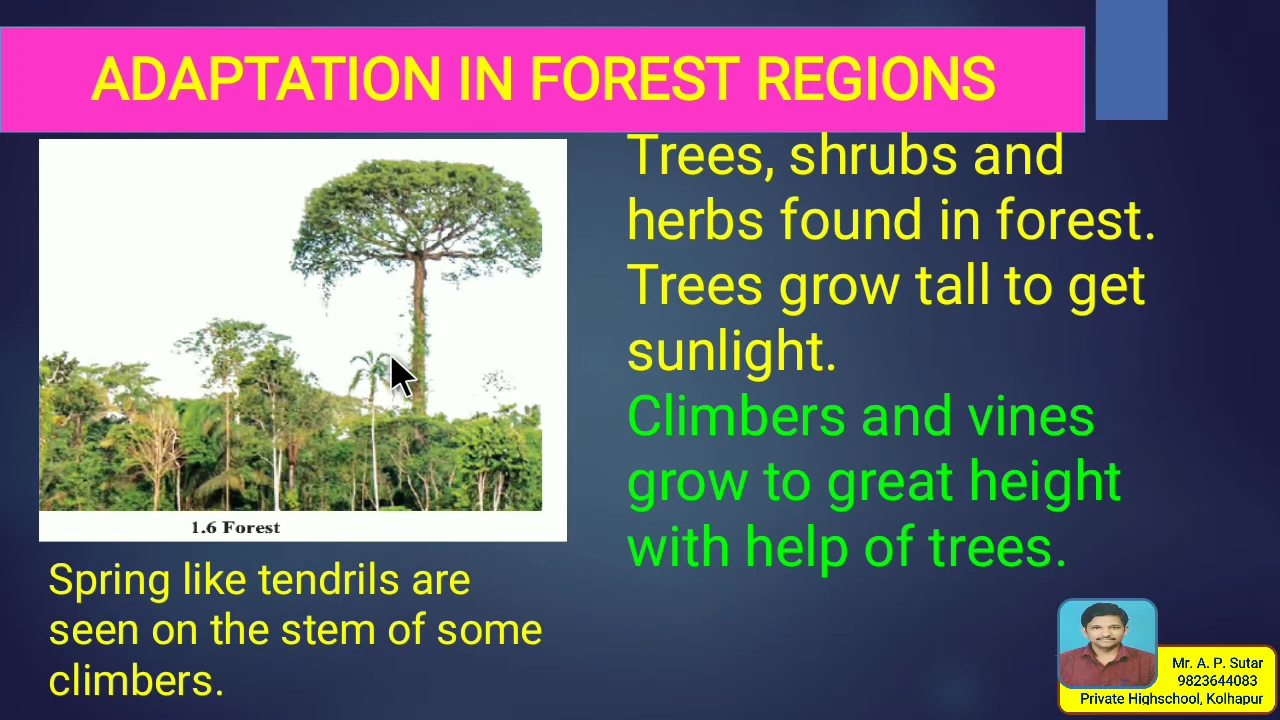 ADAPTATION IN FOREST REGIONS
Trees, shrubs and
herbs found in forest.
Trees grow tall to get
sunlight.
Climbers and vines
grow to great height
with help of trees.
1.6 Forest
Spring like tendrils are
seen on the stem of some
climbers.
Mr. A. P. Sutar
9823644083
Private Highschool, Kolhapur